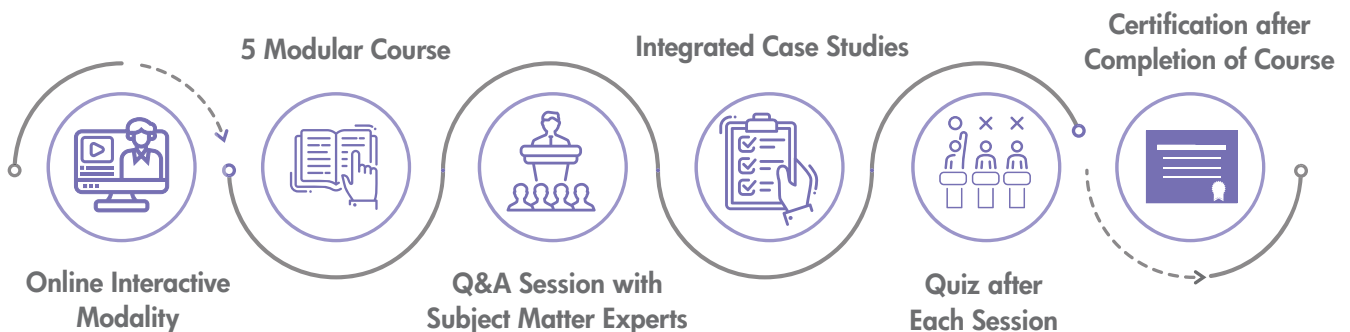 Online Interactive
Modality
5 Modular Course
Q&A Session with
Subject Matter Experts
Integrated Case Studies
Quiz after
Each Session
Certification after
Completion of Course